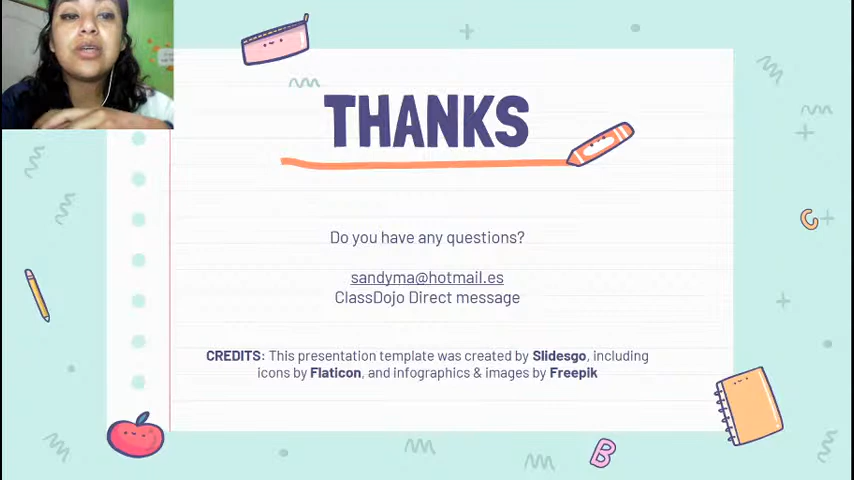 THANKS
Do you have any questions?
sandyma@hotmail.es
ClassDojo Direct message
CREDITS: This presentation template was created by Slidesgo, including
icons by Flaticon, and infographics & images by Freepik
C
B